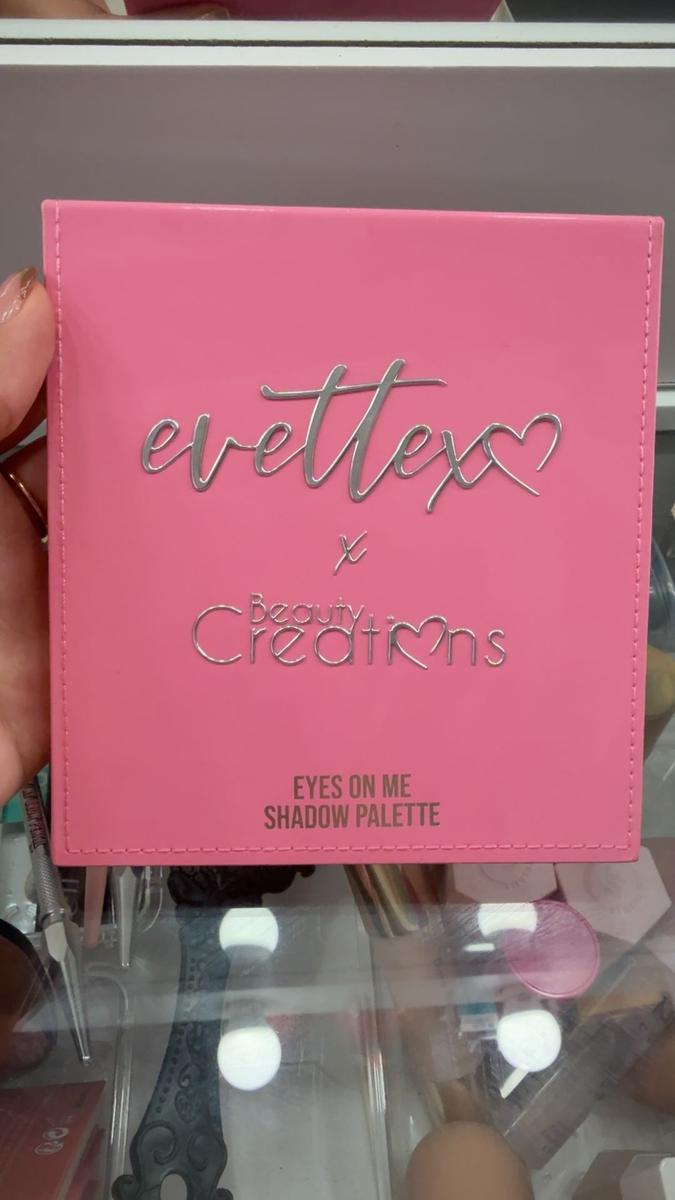 evettexo
x
Beauty
Creations
EYES ON ME
SHADOW PALETTE